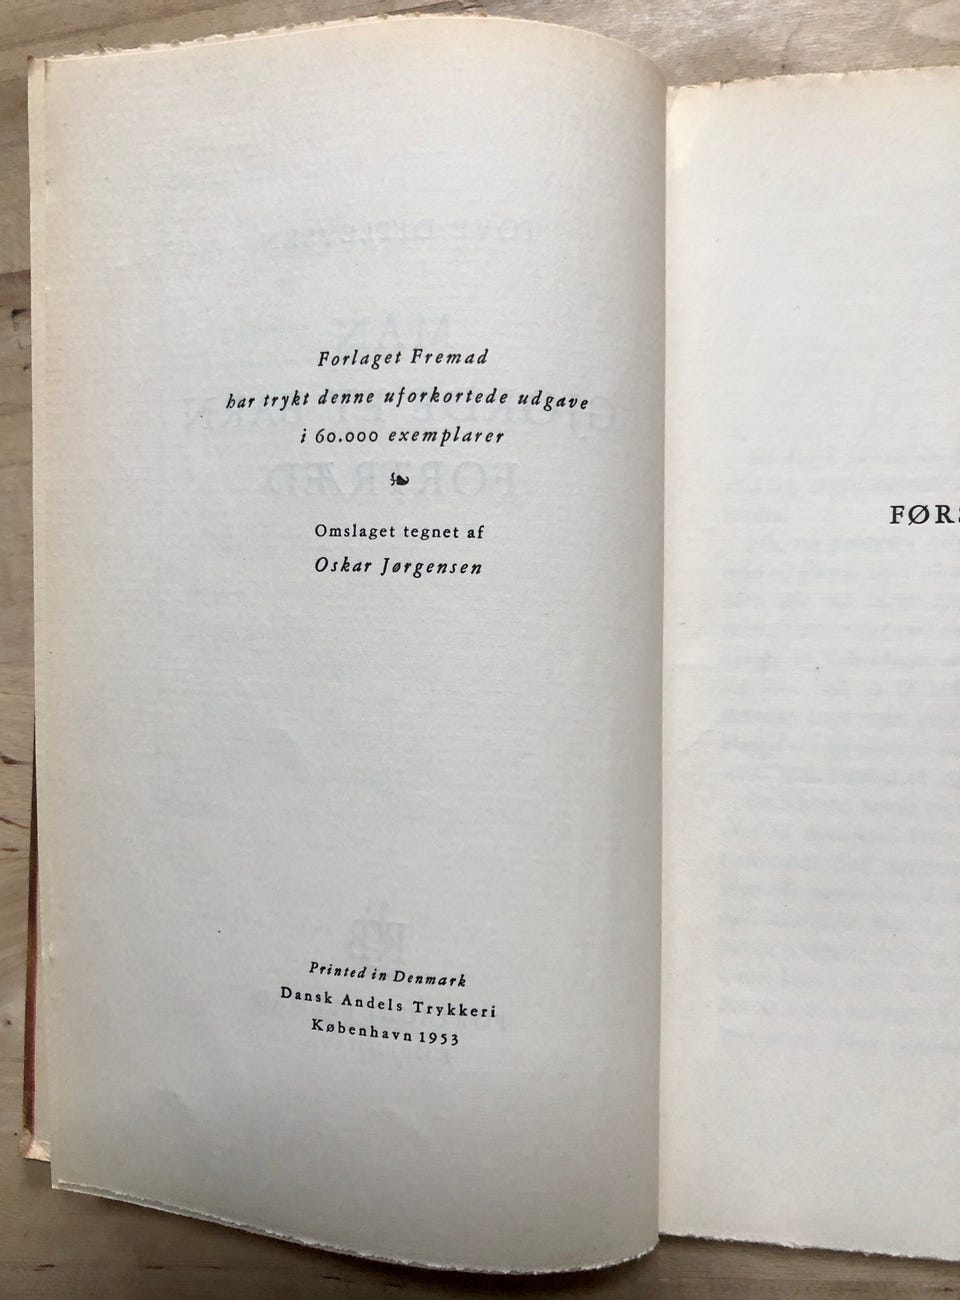 Forlaget Fremad
har trykt denne uforkortede udgave
i 60.000 exemplarer
Omslaget tegnet af
Oskar Jørgensen
Printed in Denmark
Dansk Andels Trykkeri
København 1953
FØRS